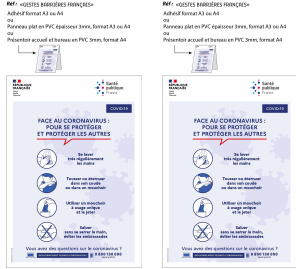 Réf : «GESTES BARRIÈRES FRANÇAIS»
Adhésif format A3 ou A4
Panneau plat en PVC épaisseur 3mm, format A3 ou A4
ou
Présentoir accueil et bureau en PVC 3mm, format A4
RÉPUBLIQUE
FRANÇAISE
Santé
publique
France
COVID-19
FACE AU CORONAVIRUS :
POUR SE PROTÉGER
ET PROTÉGER LES AUTRES
Se laver
très régulièrement
les mains
Tousser ou éternuer
dans son coude
ou dans un mouchoir
Utiliser un mouchoir
à usage unique
et le jeter
Saluer
sans se serrer la main,
éviter les embrassades
Vous avez des questions sur le coronavirus ?
0 800 130 000
Réf : «GESTES BARRIÈRES FRANÇAIS»
Adhésif format A3 ou A4
Panneau plat en PVC épaisseur 3mm, format A3 ou A4
ou
Présentoir accueil et bureau en PVC 3mm, format A4
RÉPUBLIQUE
FRANÇAISE
Santé
publique
France
COVID-19
FACE AU CORONAVIRUS :
POUR SE PROTÉGER
ET PROTÉGER LES AUTRES
Se laver
très régulièrement
les mains
Tousser ou éternuer
dans son coude
ou dans un mouchoir
Utiliser un mouchoir
à usage unique
et le jeter
Saluer
sans se serrer la main,
éviter les embrassades
Vous avez des questions sur le coronavirus ?
0 800 130 000